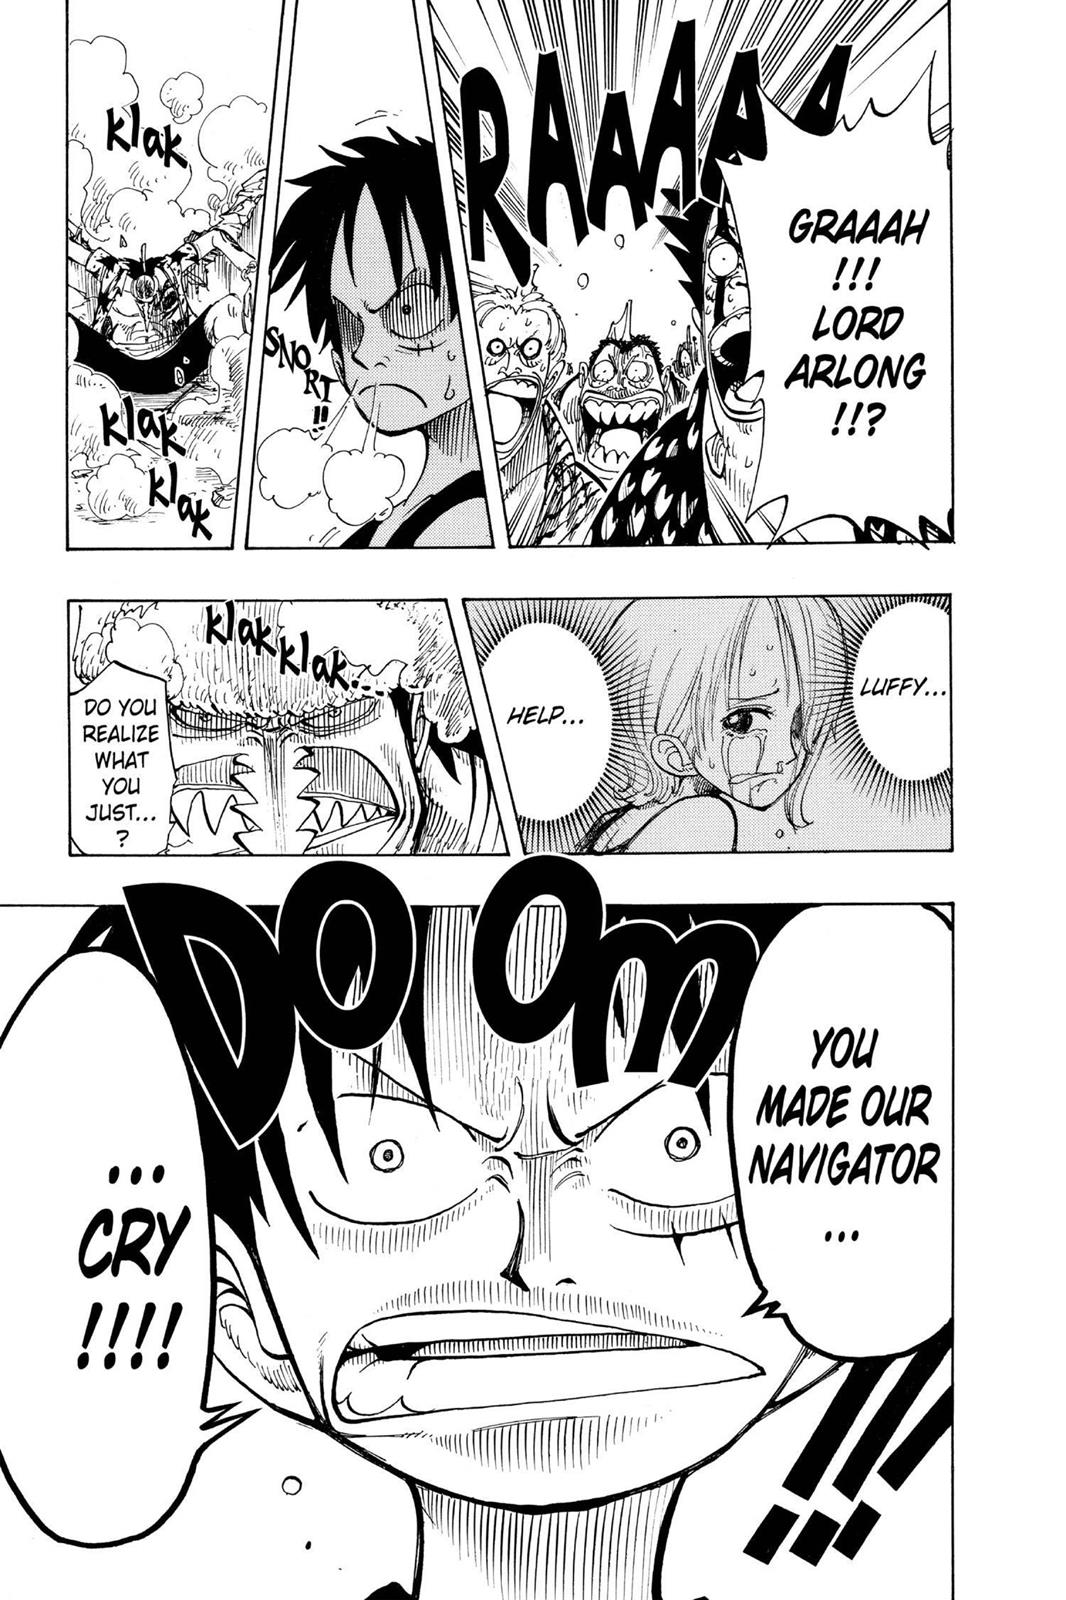 RAAAAAA
GRAAAH
!!!
LORD
ARLONG
!!?
SNORT!!
Klak
Klak
Klak
LUFFY...
HELP...
Klak Klak...
DO YOU
REALIZE
WHAT
YOU
JUST...
?
DOOM!!!
YOU
MADE OUR
NAVIGATOR
...
...
CRY
!!!!